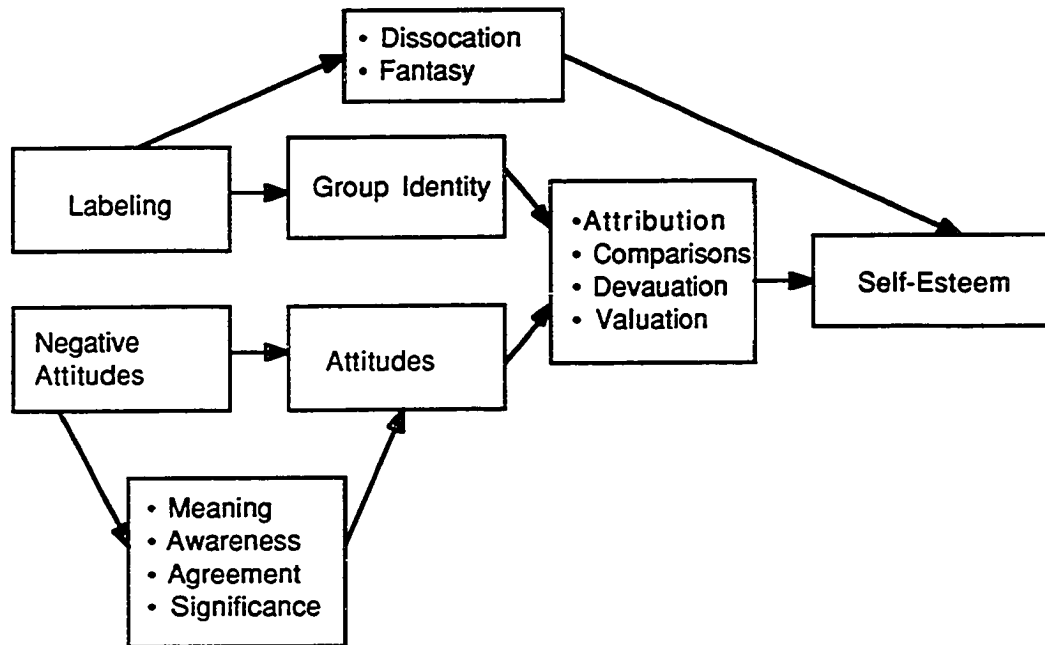 • Dissocation
• Fantasy
Labeling
Group Identity
•Attribution
• Comparisons
• Devauation
• Valuation
Self-Esteem
Negative
Attitudes
Attitudes
• Meaning
• Awareness
• Agreement
• Significance